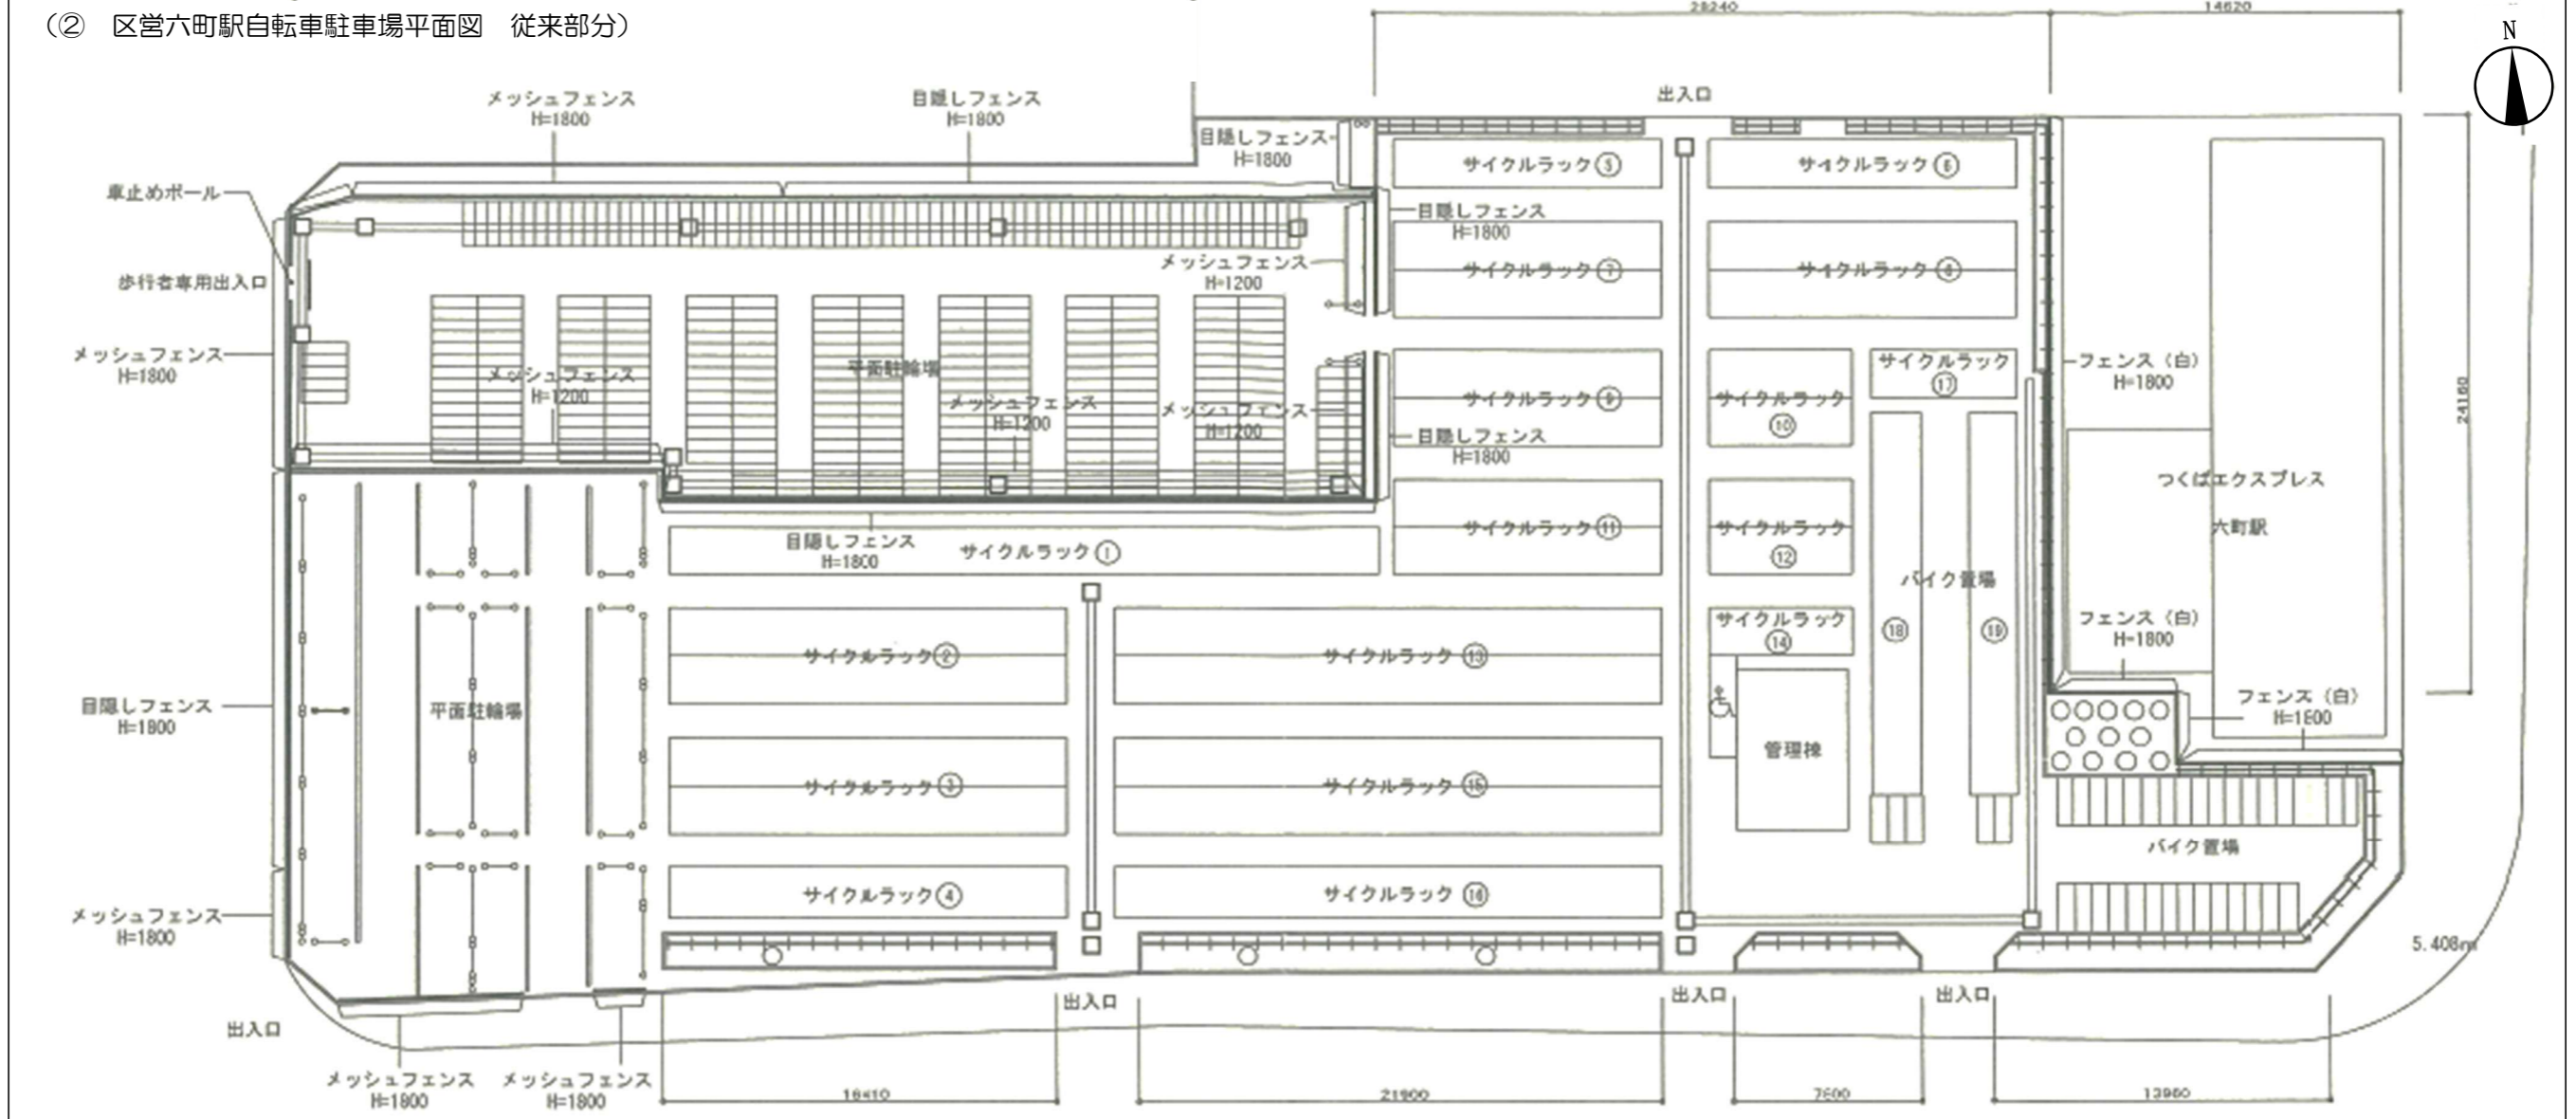 （② 区営六町駅自転車駐車場平面図 従来部分）
28240
14620
N
メッシュフェンス
H=1800
目隠しフェンス
H=1800
出入口
目隠しフェンス
H=1800
サイクルラック⑤
サイクルラック⑥
車止めポール
目隠しフェンス
H=1800
メッシュフェンス
H=1200
歩行者専用出入口
サイクルラック⑦
サイクルラック⑧
メッシュフェンス
H=1800
メッシュフェンス
H=1200
平面駐輪場
メッシュフェンス
H=1200
メッシュフェンス
H=1200
サイクルラック⑨
サイクルラック
⑩
サイクルラック
⑰
フェンス（白）
H=1800
24160
目隠しフェンス
H=1800
つくばエクスプレス
六町駅
サイクルラック⑪
サイクルラック
⑫
目隠しフェンス
H=1800
サイクルラック①
バイク置場
サイクルラック
⑭
⑱
⑲
フェンス（白）
H=1800
サイクルラック②
サイクルラック⑬
目隠しフェンス
H=1800
平面駐輪場
フェンス（白）
H=1800
管理棟
サイクルラック③
サイクルラック⑮
バイク置場
サイクルラック④
サイクルラック⑯
メッシュフェンス
H=1800
5.408m
出入口
出入口
出入口
出入口
メッシュフェンス
H=1800
メッシュフェンス
H=1800
16410
21900
7800
13960